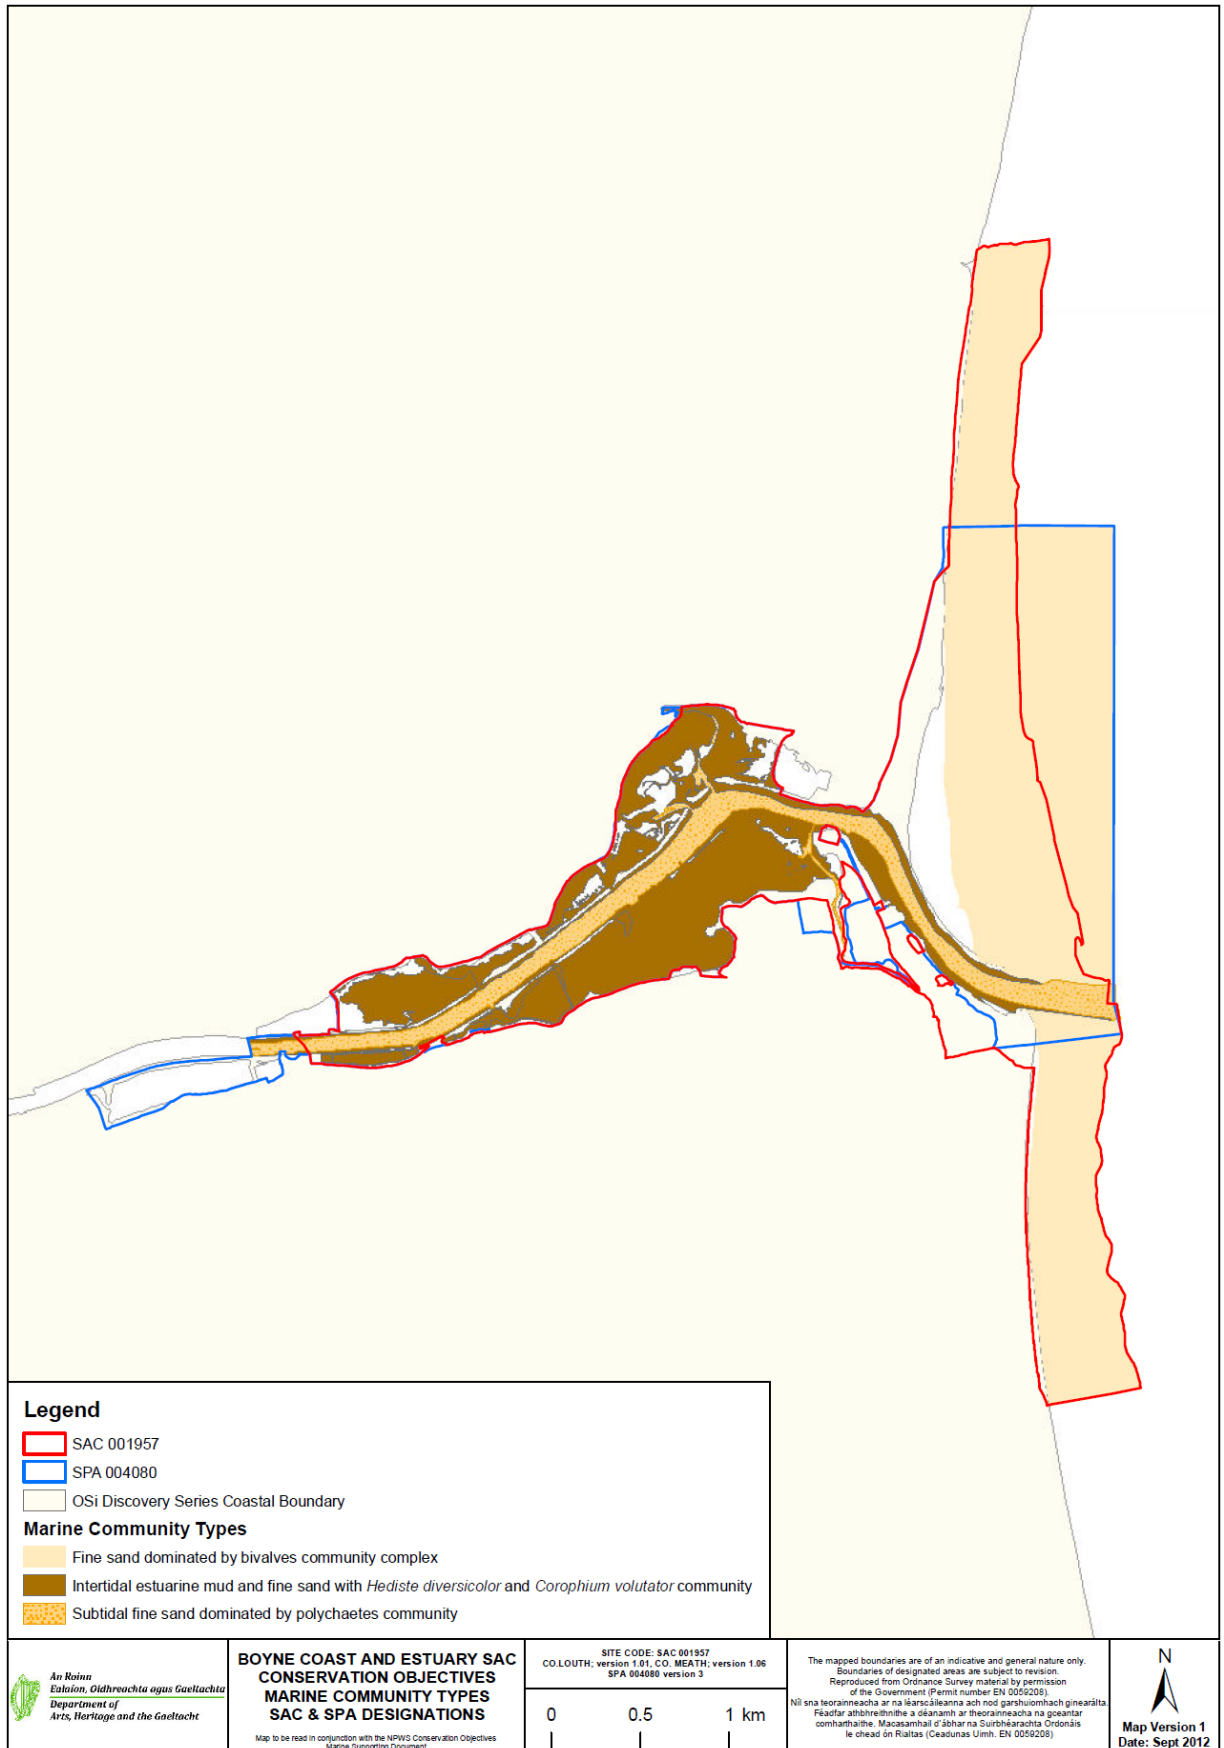 Legend
SAC 001957
SPA 004080
OSi Discovery Series Coastal Boundary
Marine Community Types
Fine sand dominated by bivalves community complex
Intertidal estuarine mud and fine sand with Hediste diversicolor and Corophium volutator community
Subtidal fine sand dominated by polychaetes community
An Roinn
Ealaíon, Oidhreachta agus Gaeltachta
Department of
Arts, Heritage and the Gaeltacht
BOYNE COAST AND ESTUARY SAC
CONSERVATION OBJECTIVES
MARINE COMMUNITY TYPES
SAC & SPA DESIGNATIONS
Map to be read in conjunction with the NPWS Conservation Objectives
Marine Supporting Document
SITE CODE: SAC 001957
CO.LOUTH; version 1.01, CO. MEATH; version 1.06
SPA 004080 version 3
0 0.5 1 km
The mapped boundaries are of an indicative and general nature only.
Boundaries of designated areas are subject to revision.
Reproduced from Ordnance Survey material by permission
of the Government (Permit number EN 0059208).
Níl sna teorainneacha ar na léarscáileanna ach nod garshuiomhach ginearálta.
Féadfar athbhreithnithe a déanamh ar theorainneacha na gceantar
comharthaithe. Macasamhail d'ábhar na Suirbhéarachta Ordonáis
le chead ón Rialtas (Ceadunas Uimh. EN 0059208)
N
Map Version 1
Date: Sept 2012